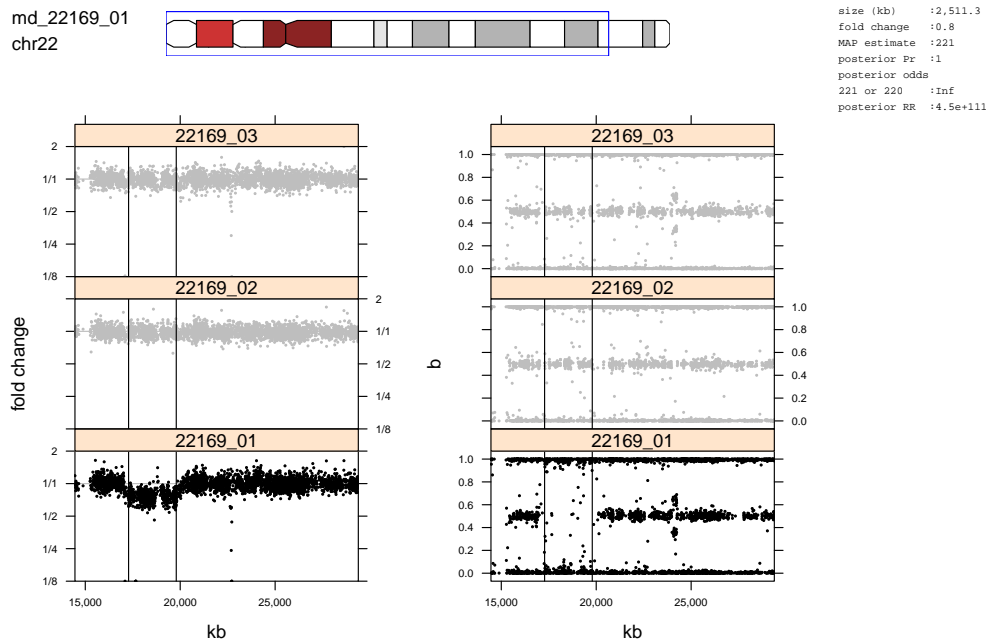 md_22169_01
chr22
size (kb) :2,511.3
fold change :0.8
MAP estimate :221
posterior Pr :1
posterior odds
221 or 220 :Inf
posterior RR :4.5e+111
fold change
22169_03
2
1/1
1/2
1/4
1/8
22169_02
2
1/1
1/2
1/4
1/8
22169_01
2
1/1
1/2
1/4
1/8
15,000 20,000 25,000
kb
b
22169_03
1.0
0.8
0.6
0.4
0.2
0.0
22169_02
1.0
0.8
0.6
0.4
0.2
0.0
22169_01
1.0
0.8
0.6
0.4
0.2
0.0
15,000 20,000 25,000
kb